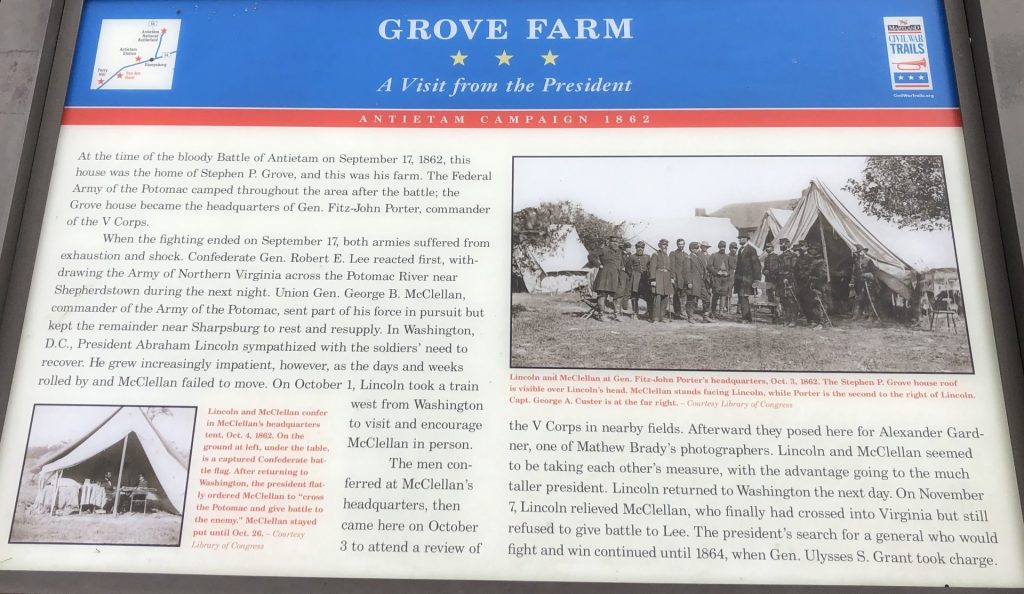 GROVE FARM
A Visit from the President
ANTIETAM CAMPAIGN 1862
Antietam
National
Battlefield
Antietam
Station
Sharpsburg
Ferry
Hill
You Are
Here
MARYLAND
CIVIL WAR
TRAILS
CivilWarTrails.org
At the time of the bloody Battle of Antietam on September 17, 1862, this
house was the home of Stephen P. Grove, and this was his farm. The Federal
Army of the Potomac camped throughout the area after the battle; the
Grove house became the headquarters of Gen. Fitz-John Porter, commander
of the V Corps.
When the fighting ended on September 17, both armies suffered from
exhaustion and shock. Confederate Gen. Robert E. Lee reacted first, with-
drawing the Army of Northern Virginia across the Potomac River near
Shepherdstown during the next night. Union Gen. George B. McClellan,
commander of the Army of the Potomac, sent part of his force in pursuit but
kept the remainder near Sharpsburg to rest and resupply. In Washington,
D.C., President Abraham Lincoln sympathized with the soldiers' need to
recover. He grew increasingly impatient, however, as the days and weeks
rolled by and McClellan failed to move. On October 1, Lincoln took a train
west from Washington
to visit and encourage
McClellan in person.
The men con-
ferred at McClellan's
headquarters, then
came here on October
3 to attend a review of
Lincoln and McClellan confer
in McClellan's headquarters
tent, Oct. 4, 1862. On the
ground at left, under the table,
is a captured Confederate bat-
tle flag. After returning to
Washington, the president flat-
ly ordered McClellan to "cross
the Potomac and give battle to
the enemy." McClellan stayed
put until Oct. 26. – Courtesy
Library of Congress
Lincoln and McClellan at Gen. Fitz-John Porter's headquarters, Oct. 3, 1862. The Stephen P. Grove house roof
is visible over Lincoln's head. McClellan stands facing Lincoln, while Porter is the second to the right of Lincoln.
Capt. George A. Custer is at the far right. – Courtesy Library of Congress
the V Corps in nearby fields. Afterward they posed here for Alexander Gard-
ner, one of Mathew Brady's photographers. Lincoln and McClellan seemed
to be taking each other's measure, with the advantage going to the much
taller president. Lincoln returned to Washington the next day. On November
7, Lincoln relieved McClellan, who finally had crossed into Virginia but still
refused to give battle to Lee. The president's search for a general who would
fight and win continued until 1864, when Gen. Ulysses S. Grant took charge.